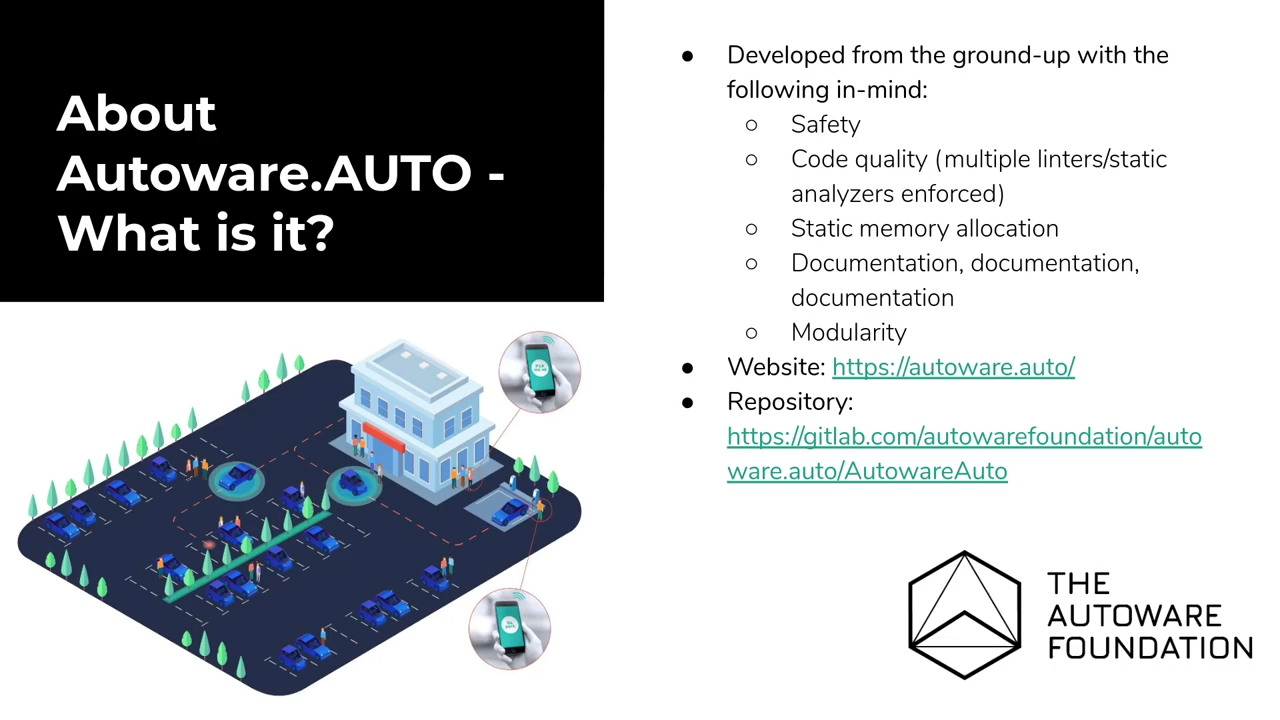 About
Autoware.AUTO -
What is it?
● Developed from the ground-up with the
following in-mind:
○ Safety
○ Code quality (multiple linters/static
analyzers enforced)
○ Static memory allocation
○ Documentation, documentation,
documentation
○ Modularity
● Website: https://autoware.auto/
● Repository:
https://gitlab.com/autowarefoundation/auto
ware.auto/AutowareAuto
THE
AUTOWARE
FOUNDATION